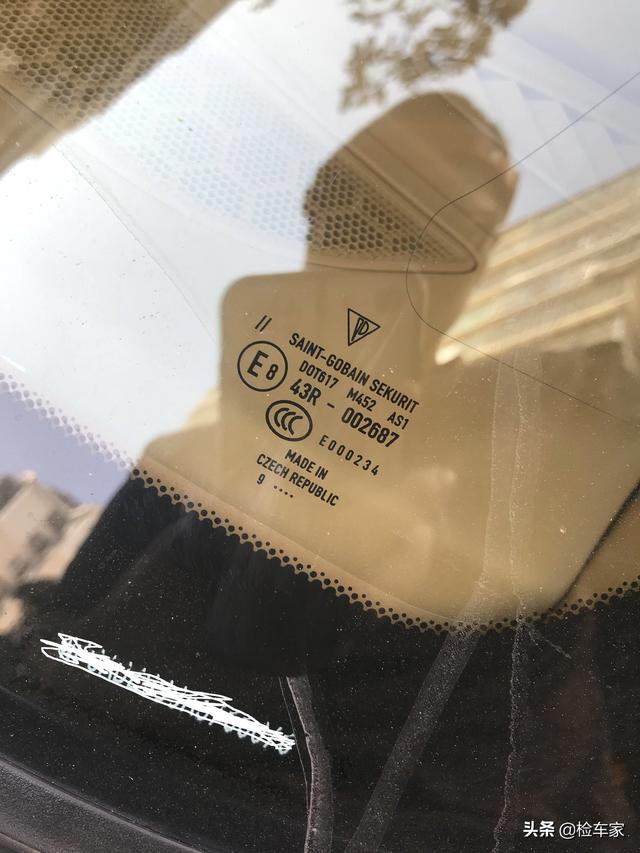 //
SAINT-GOBAIN SEKURIT
DOT617 M452 AS1
E8
43R - 002687
CCC
E000234
MADE IN
CZECH REPUBLIC
9 ....
头条 @检车家